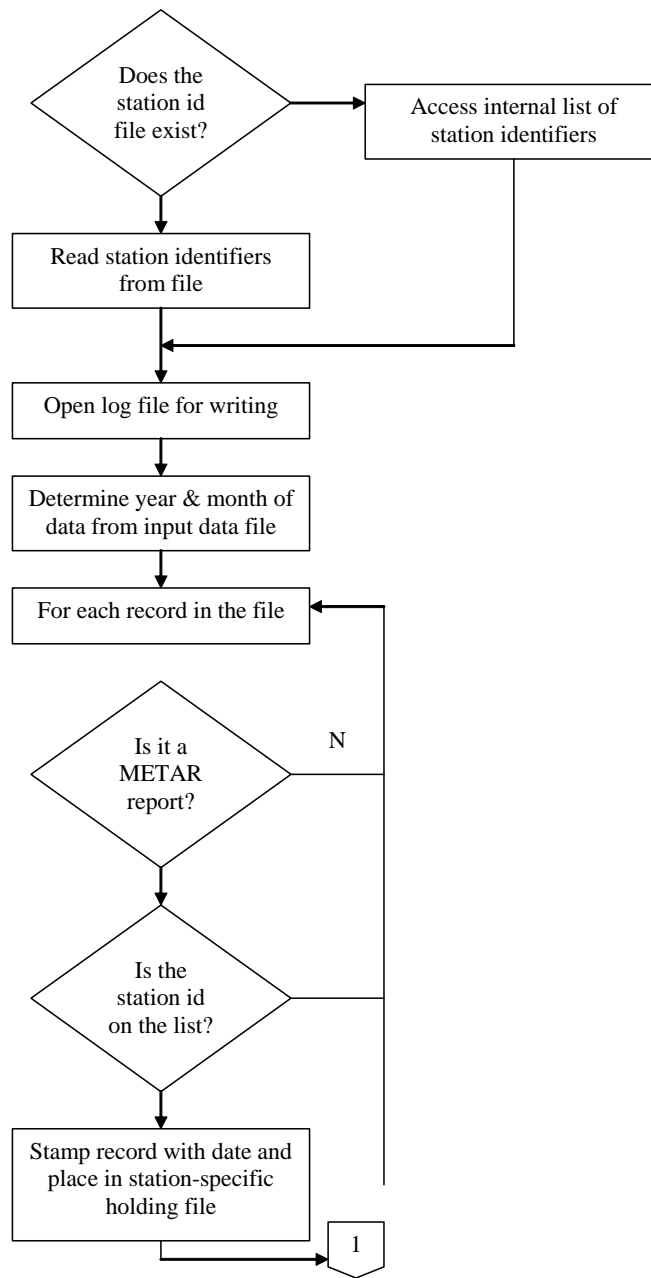 Does the
station id
file exist?
Access internal list of
station identifiers
Read station identifiers
from file
Open log file for writing
Determine year & month of
data from input data file
For each record in the file
Is it a
METAR
report?
N
Is the
station id
on the list?
Stamp record with date and
place in station-specific
holding file
1